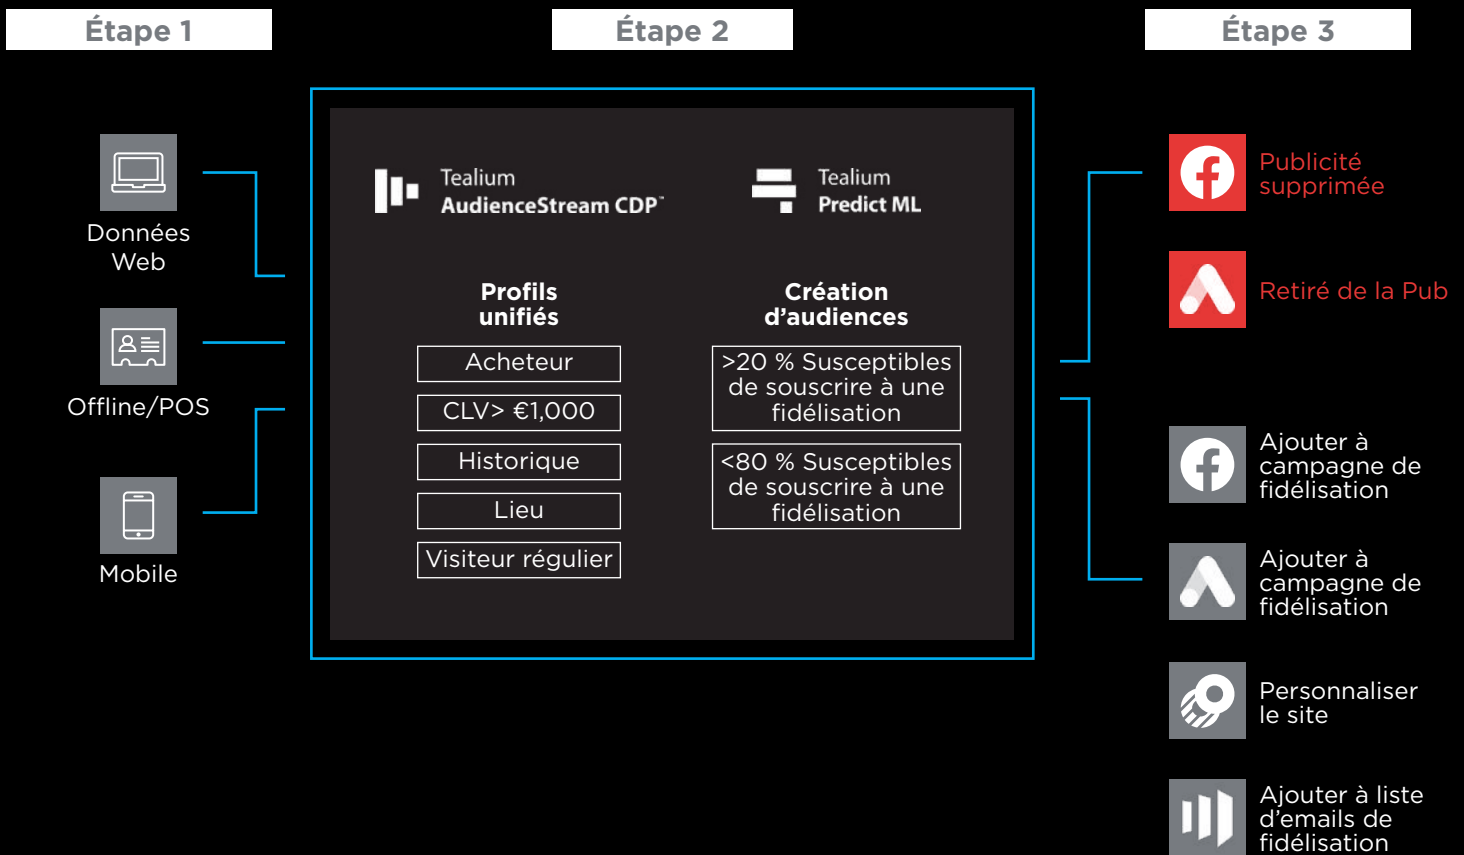 Étape 1
Étape 2
Étape 3
Données
Web
Offline/POS
Mobile
Tealium
AudienceStream CDP™
Profils
unifiés
Acheteur
CLV> €1,000
Historique
Lieu
Visiteur régulier
Tealium
Predict ML
Création
d’audiences
>20 % Susceptibles
de souscrire à une
fidélisation
<80 % Susceptibles
de souscrire à une
fidélisation
Publicité
supprimée
Retiré de la Pub
Ajouter à
campagne de
fidélisation
Ajouter à
campagne de
fidélisation
Personnaliser
le site
Ajouter à liste
d’emails de
fidélisation